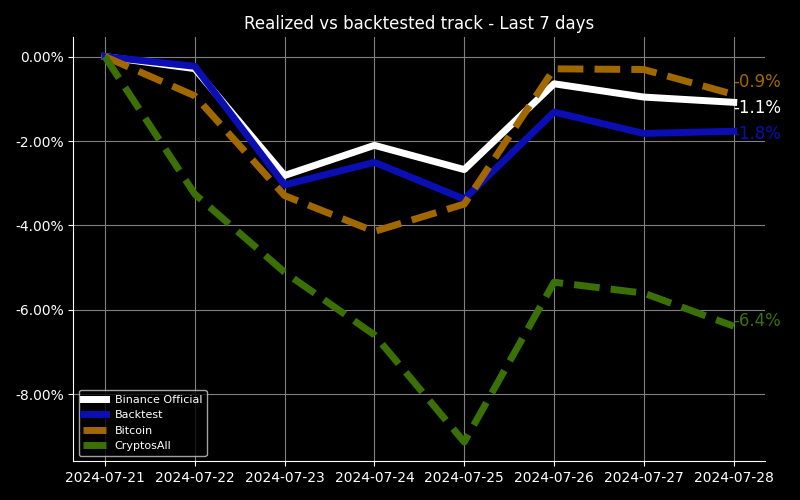 Realized vs backtested track - Last 7 days
0.00%
-2.00%
-4.00%
-6.00%
-8.00%
-0.9%
-1.1%
-1.8%
-6.4%
Binance Official
Backtest
Bitcoin
CryptosAll
2024-07-21 2024-07-22 2024-07-23 2024-07-24 2024-07-25 2024-07-26 2024-07-27 2024-07-28